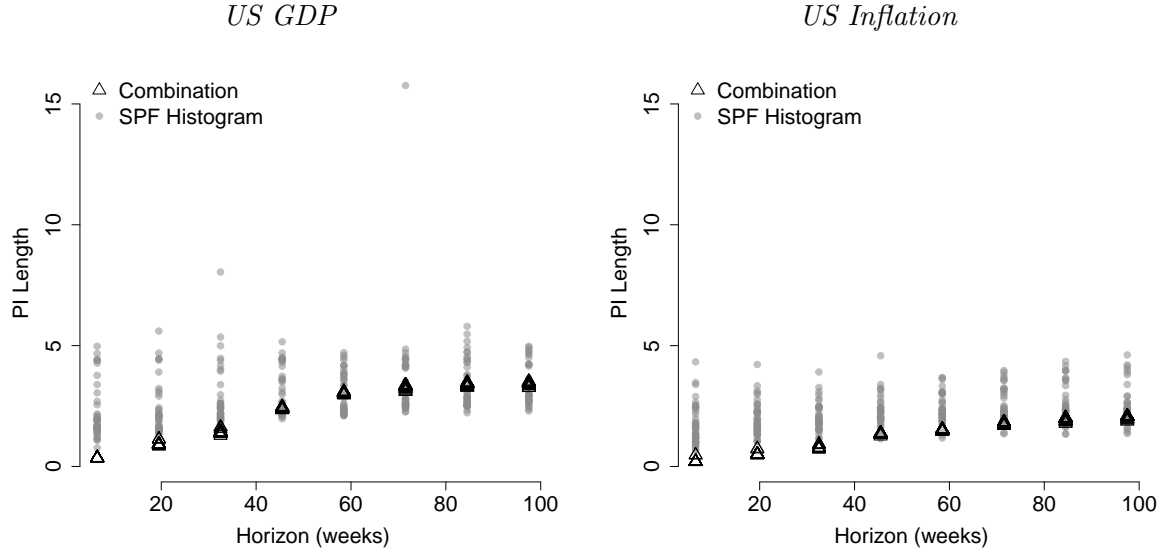 US GDP
Combination
SPF Histogram
15
10
5
0
PI Length
20 40 60 80 100
Horizon (weeks)
US Inflation
Combination
SPF Histogram
15
10
5
0
PI Length
20 40 60 80 100
Horizon (weeks)